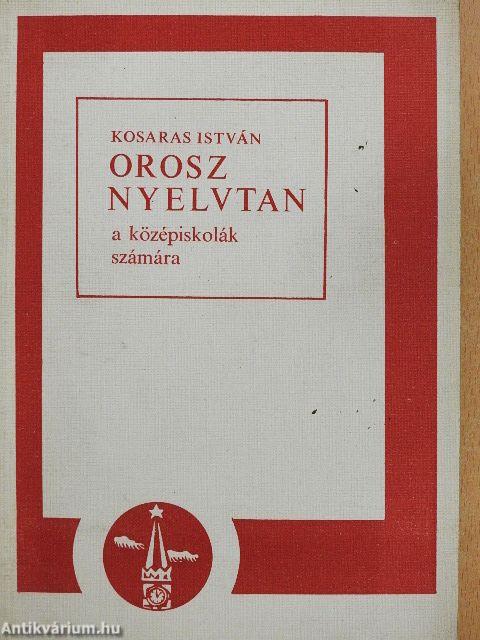 KOSARAS ISTVÁN
OROSZ
NYELVTAN
a középiskolák
számára
Antikvárium.hu